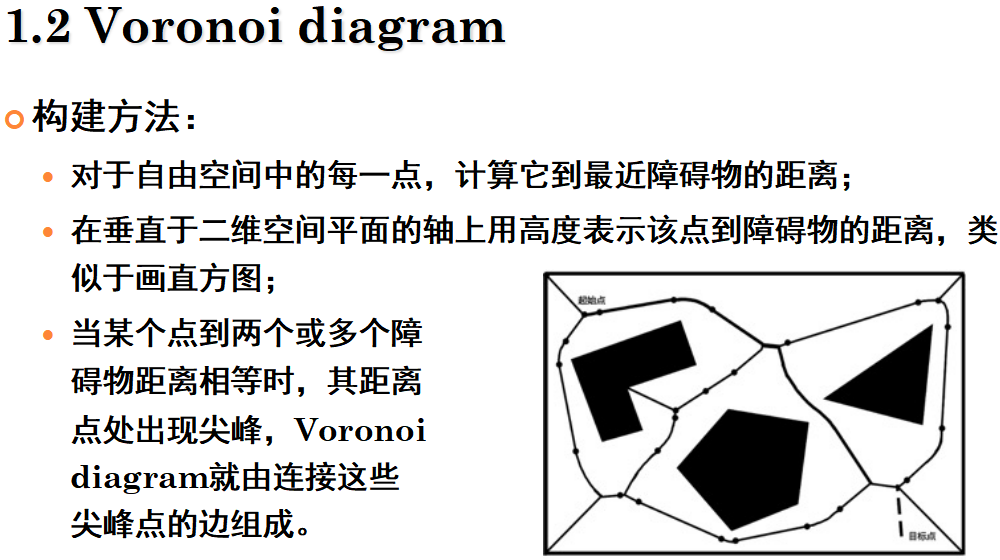 1.2 Voronoi diagram
构建方法：
对于自由空间中的每一点，计算它到最近障碍物的距离；
在垂直于二维空间平面的轴上用高度表示该点到障碍物的距离，类
似于画直方图；
当某个点到两个或多个障
碍物距离相等时，其距离
点处出现尖峰，Voronoi
diagram就由连接这些
尖峰点的边组成。
起始点
目标点